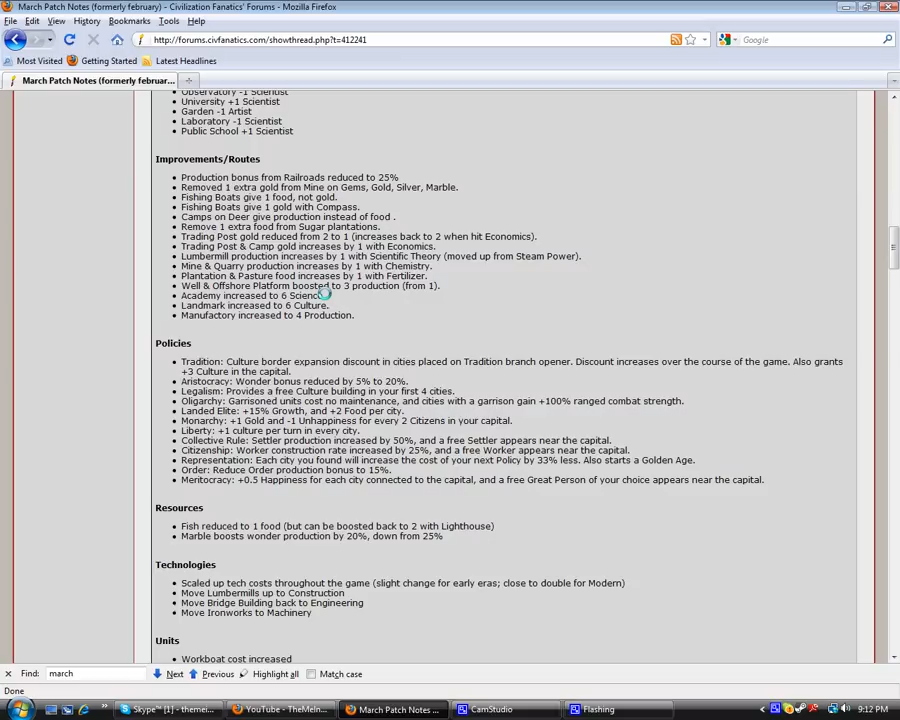 March Patch Notes (formerly february) - Civilization Fanatics' Forums - Mozilla Firefox
File Edit View History Bookmarks Tools Help
http://forums.civfanatics.com/showthread.php?t=412241
Google
Most Visited Getting Started Latest Headlines
March Patch Notes (formerly februar...
Observatory -1 Scientist
University +1 Scientist
Garden -1 Artist
Laboratory -1 Scientist
Public School +1 Scientist
Improvements/Routes
Production bonus from Railroads reduced to 25%
Removed 1 extra gold from Mine on Gems, Gold, Silver, Marble.
Fishing Boats give 1 food, not gold.
Fishing Boats give 1 gold with Compass.
Camps on Deer give production instead of food .
Remove 1 extra food from Sugar plantations.
Trading Post gold reduced from 2 to 1 (increases back to 2 when hit Economics).
Trading Post & Camp gold increases by 1 with Economics.
Lumbermill production increases by 1 with Scientific Theory (moved up from Steam Power).
Mine & Quarry production increases by 1 with Chemistry.
Plantation & Pasture food increases by 1 with Fertilizer.
Well & Offshore Platform boosted to 3 production (from 1).
Academy increased to 6 Science
Landmark increased to 6 Culture.
Manufactory increased to 4 Production.
Policies
Tradition: Culture border expansion discount in cities placed on Tradition branch opener. Discount increases over the course of the game. Also grants
+3 Culture in the capital.
Aristocracy: Wonder bonus reduced by 5% to 20%.
Legalism: Provides a free Culture building in your first 4 cities.
Oligarchy: Garrisoned units cost no maintenance, and cities with a garrison gain +100% ranged combat strength.
Landed Elite: +15% Growth, and +2 Food per city.
Monarchy: +1 Gold and -1 Unhappiness for every 2 Citizens in your capital.
Liberty: +1 culture per turn in every city.
Collective Rule: Settler production increased by 50%, and a free Settler appears near the capital.
Citizenship: Worker construction rate increased by 25%, and a free Worker appears near the capital.
Representation: Each city you found will increase the cost of your next Policy by 33% less. Also starts a Golden Age.
Order: Reduce Order production bonus to 15%.
Meritocracy: +0.5 Happiness for each city connected to the capital, and a free Great Person of your choice appears near the capital.
Resources
Fish reduced to 1 food (but can be boosted back to 2 with Lighthouse)
Marble boosts wonder production by 20%, down from 25%
Technologies
Scaled up tech costs throughout the game (slight change for early eras; close to double for Modern)
Move Lumbermills up to Construction
Move Bridge Building back to Engineering
Move Ironworks to Machinery
Units
Workboat cost increased
Find: march Next Previous Highlight all Match case
Done
Skype™ [1] - themei... YouTube - TheMeIn... March Patch Notes ... CamStudio Flashing 9:12 PM